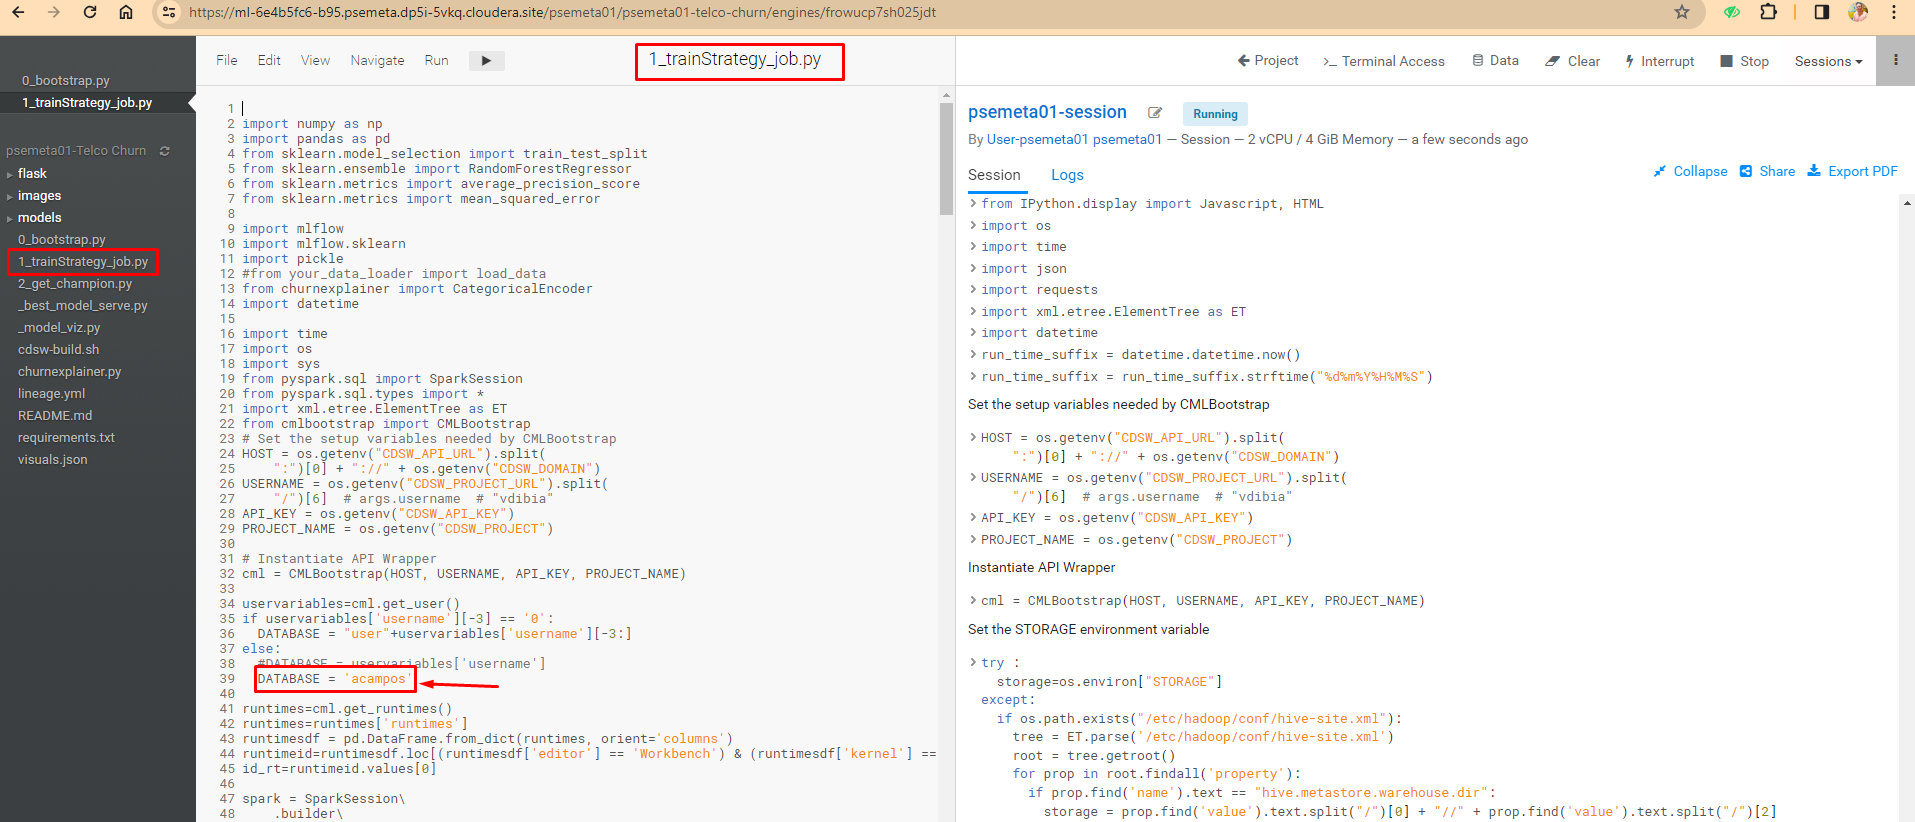 https://ml-6e4b5fc6-b95.psemeta.dp5i-5vkq.cloudera.site/psemeta01/psemeta01-telco-churn/engines/frowucp7sh025jdt
0_bootstrap.py
1_trainStrategy_job.py
psemeta01-Telco Churn
flask
images
models
0_bootstrap.py
1_trainStrategy_job.py
2_get_champion.py
_best_model_serve.py
_model_viz.py
cdsw-build.sh
churnexplainer.py
lineage.yml
README.md
requirements.txt
visuals.json
File Edit View Navigate Run
1_trainStrategy_job.py
1
2 import numpy as np
3 import pandas as pd
4 from sklearn.model_selection import train_test_split
5 from sklearn.ensemble import RandomForestRegressor
6 from sklearn.metrics import average_precision_score
7 from sklearn.metrics import mean_squared_error
8
9 import mlflow
10 import mlflow.sklearn
11 import pickle
12 #from your_data_loader import load_data
13 from churnexplainer import CategoricalEncoder
14 import datetime
15
16 import time
17 import os
18 import sys
19 from pyspark.sql import SparkSession
20 from pyspark.sql.types import *
21 import xml.etree.ElementTree as ET
22 from cmlbootstrap import CMLBootstrap
23 # Set the setup variables needed by CMLBootstrap
24 HOST = os.getenv("CDSW_API_URL").split(
25     ":")[0] + "://" + os.getenv("CDSW_DOMAIN")
26 USERNAME = os.getenv("CDSW_PROJECT_URL").split(
27     "/")[6]  # args.username  # "vdibia"
28 API_KEY = os.getenv("CDSW_API_KEY")
29 PROJECT_NAME = os.getenv("CDSW_PROJECT")
30
31 # Instantiate API Wrapper
32 cml = CMLBootstrap(HOST, USERNAME, API_KEY, PROJECT_NAME)
33
34 uservariables=cml.get_user()
35 if uservariables['username'][-3] == '0':
36   DATABASE = "user"+uservariables['username'][-3:]
37 else:
38   #DATABASE = uservariables['username']
39   DATABASE = 'acampos'
40
41 runtimes=cml.get_runtimes()
42 runtimes=runtimes['runtimes']
43 runtimesdf = pd.DataFrame.from_dict(runtimes, orient='columns')
44 runtimeid=runtimesdf.loc[(runtimesdf['editor'] == 'Workbench') & (runtimesdf['kernel'] ==
45 id_rt=runtimeid.values[0]
46
47 spark = SparkSession\
48     .builder\
Project >_ Terminal Access Data Clear Interrupt Stop Sessions
psemeta01-session Running
By User-psemeta01 psemeta01 — Session — 2 vCPU / 4 GiB Memory — a few seconds ago
Session Logs
Collapse Share Export PDF
> from IPython.display import Javascript, HTML
> import os
> import time
> import json
> import requests
> import xml.etree.ElementTree as ET
> import datetime
> run_time_suffix = datetime.datetime.now()
> run_time_suffix = run_time_suffix.strftime("%d%m%Y%H%M%S")
Set the setup variables needed by CMLBootstrap
> HOST = os.getenv("CDSW_API_URL").split(
":")[0] + "://" + os.getenv("CDSW_DOMAIN")
> USERNAME = os.getenv("CDSW_PROJECT_URL").split(
"/")[6]  # args.username  # "vdibia"
> API_KEY = os.getenv("CDSW_API_KEY")
> PROJECT_NAME = os.getenv("CDSW_PROJECT")
Instantiate API Wrapper
> cml = CMLBootstrap(HOST, USERNAME, API_KEY, PROJECT_NAME)
Set the STORAGE environment variable
> try :
storage=os.environ["STORAGE"]
except:
if os.path.exists("/etc/hadoop/conf/hive-site.xml"):
tree = ET.parse('/etc/hadoop/conf/hive-site.xml')
root = tree.getroot()
for prop in root.findall('property'):
if prop.find('name').text == "hive.metastore.warehouse.dir":
storage = prop.find('value').text.split("/")[0] + "//" + prop.find('value').text.split("/")[2]